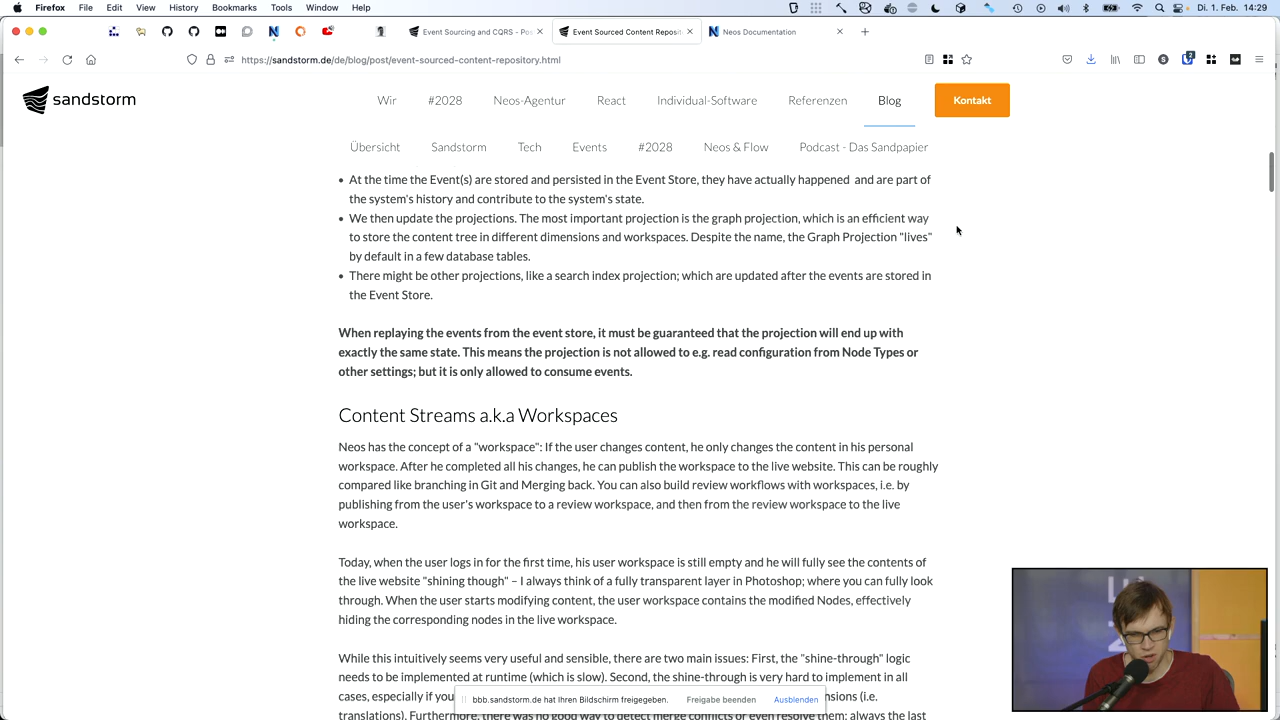 Firefox File Edit View History Bookmarks Tools Window Help Di. 1. Feb. 14:29
Event Sourcing and CQRS - Po Event Sourced Content Reposit Neos Documentation
https://sandstorm.de/de/blog/post/event-sourced-content-repository.html 2
sandstorm Wir #2028 Neos-Agentur React Individual-Software Referenzen Blog Kontakt
Übersicht Sandstorm Tech Events #2028 Neos & Flow Podcast - Das Sandpapier
• At the time the Event(s) are stored and persisted in the Event Store, they have actually happened and are part of
the system's history and contribute to the system's state.
• We then update the projections. The most important projection is the graph projection, which is an efficient way
to store the content tree in different dimensions and workspaces. Despite the name, the Graph Projection "lives"
by default in a few database tables.
• There might be other projections, like a search index projection; which are updated after the events are stored in
the Event Store.
When replaying the events from the event store, it must be guaranteed that the projection will end up with
exactly the same state. This means the projection is not allowed to e.g. read configuration from Node Types or
other settings; but it is only allowed to consume events.
Content Streams a.k.a Workspaces
Neos has the concept of a "workspace": If the user changes content, he only changes the content in his personal
workspace. After he completed all his changes, he can publish the workspace to the live website. This can be roughly
compared like branching in Git and Merging back. You can also build review workflows with workspaces, i.e. by
publishing from the user's workspace to a review workspace, and then from the review workspace to the live
workspace.
Today, when the user logs in for the first time, his user workspace is still empty and he will fully see the contents of
the live website "shining though" – I always think of a fully transparent layer in Photoshop; where you can fully look
through. When the user starts modifying content, the user workspace contains the modified Nodes, effectively
hiding the corresponding nodes in the live workspace.
While this intuitively seems very useful and sensible, there are two main issues: First, the "shine-through" logic
needs to be implemented at runtime (which is slow). Second, the shine-through is very hard to implement in all
cases, especially if you (i.e.
bbb.sandstorm.de hat Ihren Bildschirm freigegeben. Freigabe beenden Ausblenden
translations). Furthermore, there was no good way to detect merge conflicts or even resolve them; always the last